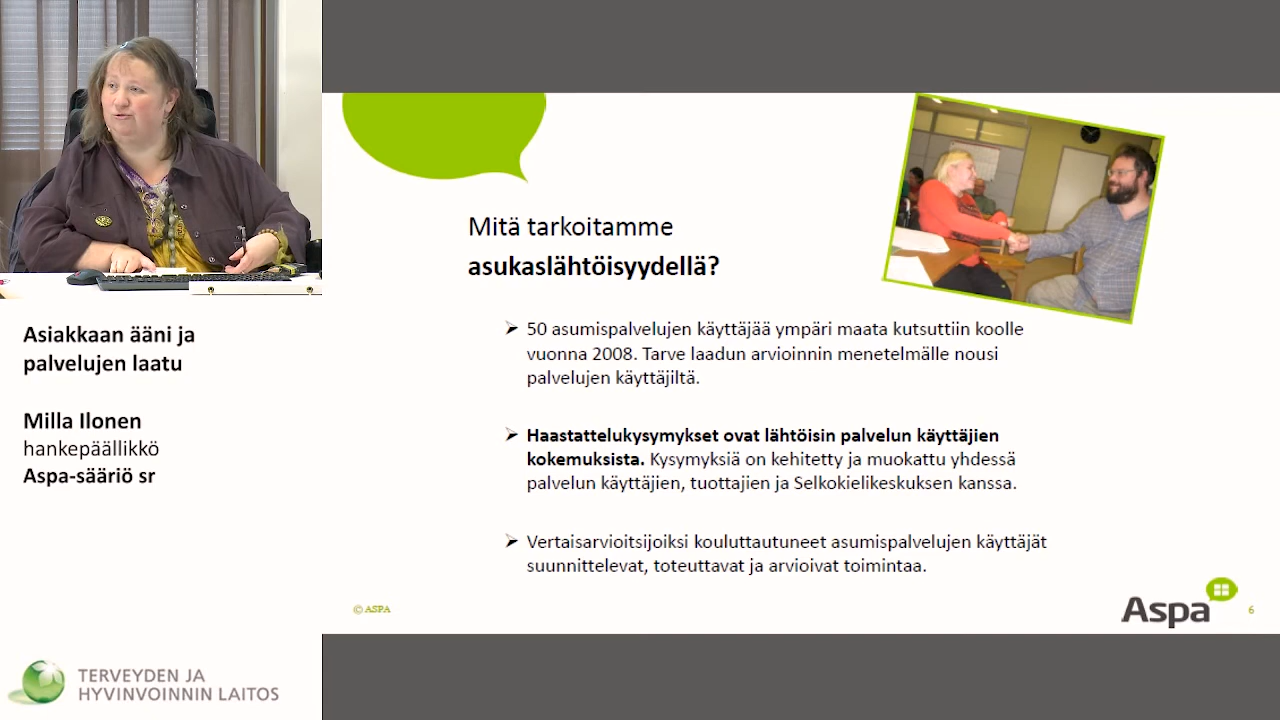 Asiakkaan ääni ja
palvelujen laatu
Milla Ilonen
hankepäällikkö
Aspa-sääriö sr
TERVEYDEN JA
HYVINVOINNIN LAITOS
Mitä tarkoitamme
asukaslähtöisyydellä?
➢ 50 asumispalvelujen käyttäjää ympäri maata kutsuttiin koolle
vuonna 2008. Tarve laadun arvioinnin menetelmälle nousi
palvelujen käyttäjiltä.
➢ Haastattelukysymykset ovat lähtöisin palvelun käyttäjien
kokemuksista. Kysymyksiä on kehitetty ja muokattu yhdessä
palvelun käyttäjien, tuottajien ja Selkokielikeskuksen kanssa.
➢ Vertaisarvioitsijoiksi kouluttautuneet asumispalvelujen käyttäjät
suunnittelevat, toteuttavat ja arvioivat toimintaa.
© ASPA
Aspa
6